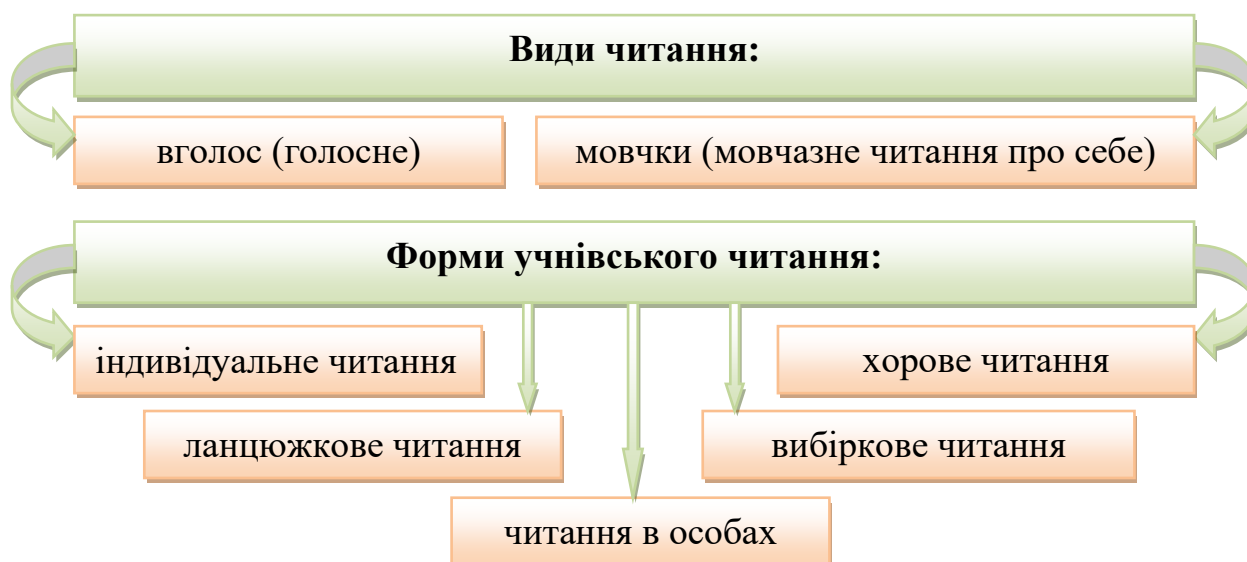 Види читання:
вголос (голосне)
мовчки (мовчазне читання про себе)
Форми учнівського читання:
індивідуальне читання
хорове читання
ланцюжкове читання
вибіркове читання
читання в особах